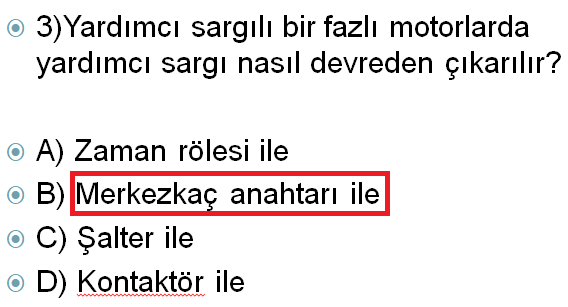 3)Yardımcı sargılı bir fazlı motorlarda
yardımcı sargı nasıl devreden çıkarılır?
A) Zaman rölesi ile
B) Merkezkaç anahtarı ile
C) Şalter ile
D) Kontaktör ile